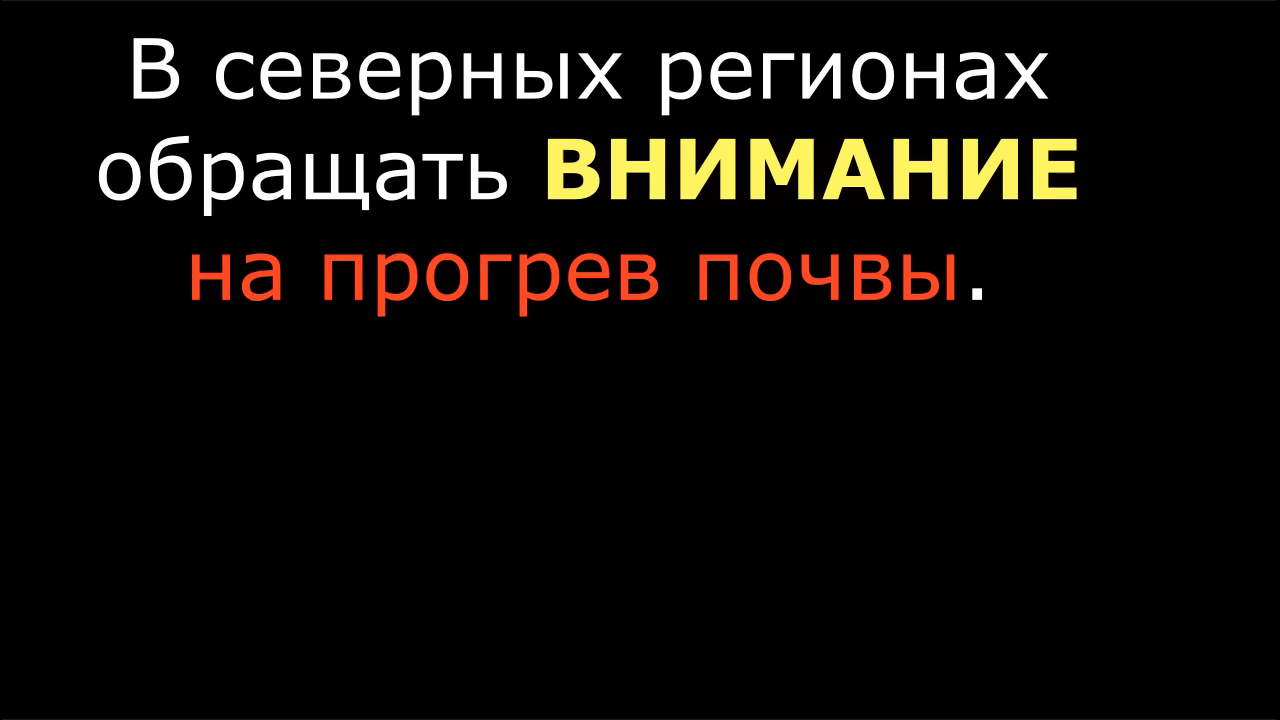 В северных регионах
обращать ВНИМАНИЕ
на прогрев почвы.